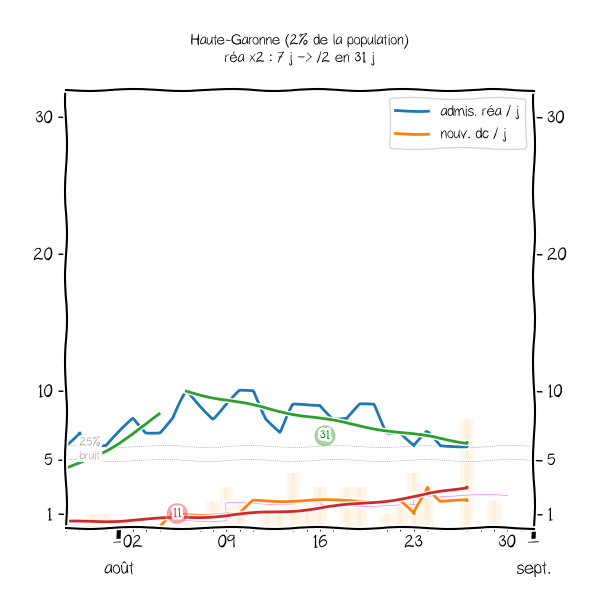 Haute-Garonne (2% de la population)
réa x2 : 7 j -> /2 en 31 j
admis. réa / j
nouv. dc / j
30
30
20
20
10
10
31
25%
bruit
5
5
11
1
1
02
09
16
23
30
août
sept.